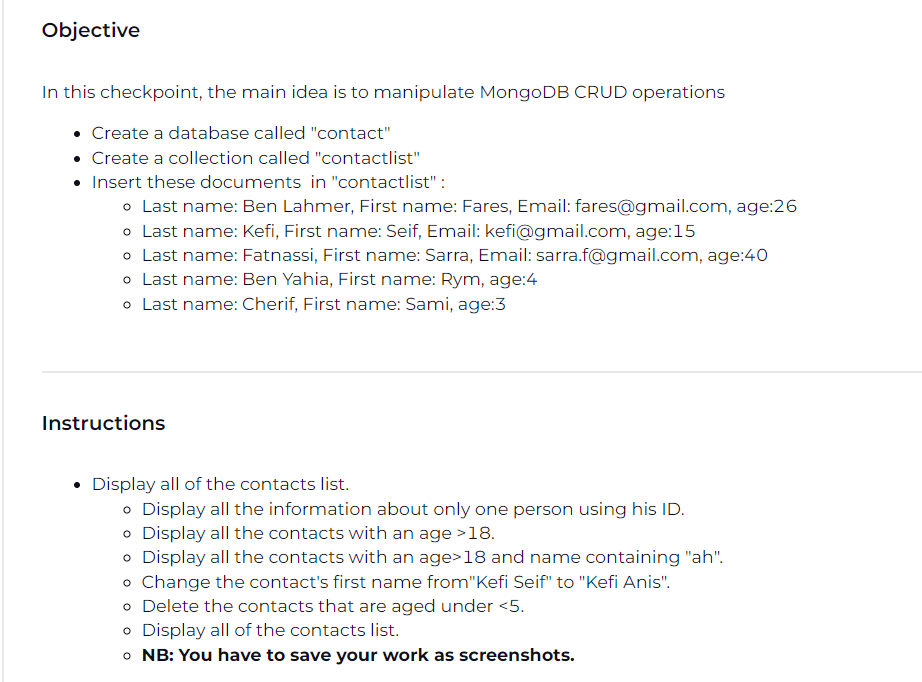 Objective
In this checkpoint, the main idea is to manipulate MongoDB CRUD operations
• Create a database called "contact"
• Create a collection called "contactlist"
• Insert these documents  in "contactlist" :
◦ Last name: Ben Lahmer, First name: Fares, Email: fares@gmail.com, age:26
◦ Last name: Kefi, First name: Seif, Email: kefi@gmail.com, age:15
◦ Last name: Fatnassi, First name: Sarra, Email: sarra.f@gmail.com, age:40
◦ Last name: Ben Yahia, First name: Rym, age:4
◦ Last name: Cherif, First name: Sami, age:3
Instructions
• Display all of the contacts list.
◦ Display all the information about only one person using his ID.
◦ Display all the contacts with an age >18.
◦ Display all the contacts with an age>18 and name containing "ah".
◦ Change the contact's first name from"Kefi Seif" to "Kefi Anis".
◦ Delete the contacts that are aged under <5.
◦ Display all of the contacts list.
◦ NB: You have to save your work as screenshots.